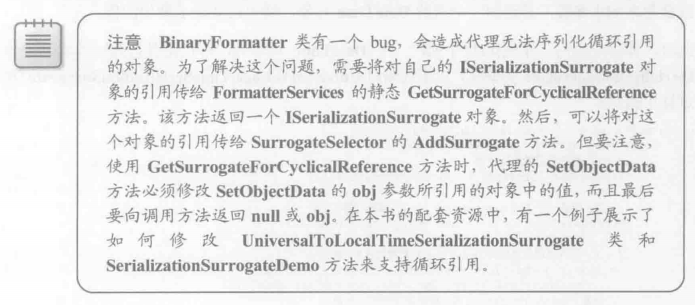 注意 BinaryFormatter 类有一个 bug，会造成代理无法序列化循环引用
的对象。为了解决这个问题，需要将对自己的 ISerializationSurrogate 对
象的引用传给 FormatterServices 的静态 GetSurrogateForCyclicalReference
方法。该方法返回一个 ISerializationSurrogate 对象。然后，可以将对这
个对象的引用传给 SurrogateSelector 的 AddSurrogate 方法。但要注意，
使用 GetSurrogateForCyclicalReference 方法时，代理的 SetObjectData
方法必须修改 SetObjectData 的 obj 参数所引用的对象中的值，而且最后
要向调用方法返回 null 或 obj。在本书的配套资源中，有一个例子展示了
如何修改 UniversalToLocalTimeSerializationSurrogate 类和
SerializationSurrogateDemo 方法来支持循环引用。